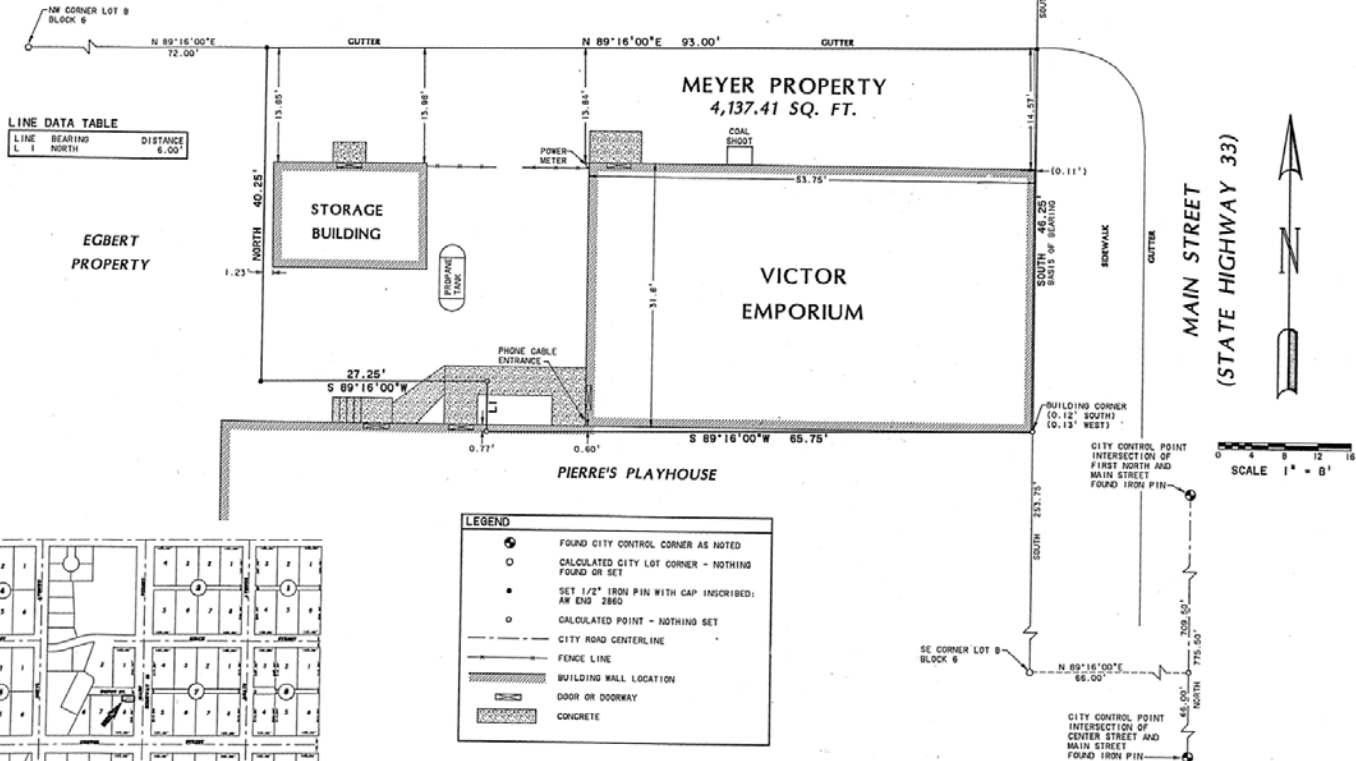 NW CORNER LOT 8
BLOCK 6
N 89°16'00"E
72.00'
GUTTER
N 89°16'00"E 93.00'
GUTTER
SOUTH
MEYER PROPERTY
4,137.41 SQ. FT.
13.65'
13.98'
13.84'
14.57'
LINE DATA TABLE
LINE BEARING DISTANCE
L 1 NORTH 6.00'
POWER
METER
COAL
SHOOT
53.75'
(0.11')
NORTH 40.25'
STORAGE
BUILDING
EGBERT
PROPERTY
1.23'
PROPANE
TANK
31.8'
VICTOR
EMPORIUM
SOUTH 46.25'
BASIS OF BEARING
SIDEWALK
GUTTER
MAIN STREET
(STATE HIGHWAY 33)
N
PHONE CABLE
ENTRANCE
27.25'
S 89°16'00"W
L1
0.77'
0.60'
S 89°16'00"W 65.75'
BUILDING CORNER
(0.12' SOUTH)
(0.13' WEST)
PIERRE'S PLAYHOUSE
CITY CONTROL POINT
INTERSECTION OF
FIRST NORTH AND
MAIN STREET
FOUND IRON PIN
0 4 8 12 16
SCALE 1" = 8'
SOUTH 253.75'
LEGEND
FOUND CITY CONTROL CORNER AS NOTED
CALCULATED CITY LOT CORNER - NOTHING
FOUND OR SET
SET 1/2" IRON PIN WITH CAP INSCRIBED:
AW ENG 2860
CALCULATED POINT - NOTHING SET
CITY ROAD CENTERLINE
FENCE LINE
BUILDING WALL LOCATION
DOOR OR DOORWAY
CONCRETE
SE CORNER LOT 8
BLOCK 6
N 89°16'00"E
66.00'
709.50'
775.50'
NORTH
66.00'
CITY CONTROL POINT
INTERSECTION OF
CENTER STREET AND
MAIN STREET
FOUND IRON PIN